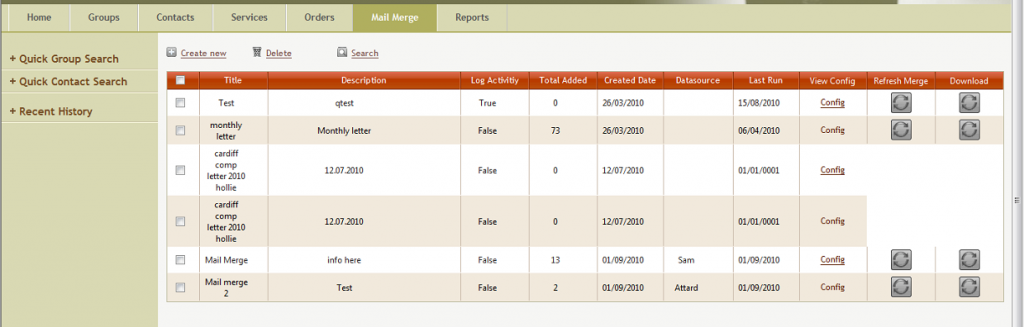 Home Groups Contacts Services Orders Mail Merge Reports
+ Quick Group Search
+ Quick Contact Search
+ Recent History
Create new Delete Search
Title Description Log Activitiy Total Added Created Date Datasource Last Run View Config Refresh Merge Download
Test qtest True 0 26/03/2010 15/08/2010 Config
monthly
letter Monthly letter False 73 26/03/2010 06/04/2010 Config
cardiff
comp
letter 2010
hollie 12.07.2010 False 0 12/07/2010 01/01/0001 Config
cardiff
comp
letter 2010
hollie 12.07.2010 False 0 12/07/2010 01/01/0001 Config
Mail Merge info here False 13 01/09/2010 Sam 01/09/2010 Config
Mail merge
2 Test False 2 01/09/2010 Attard 01/09/2010 Config